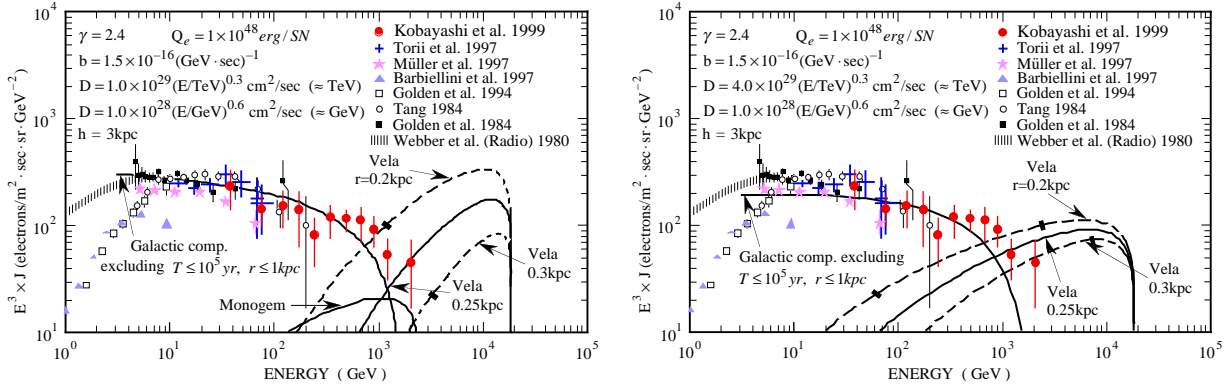 γ = 2.4 Q_e = 1×10^48 erg/SN
b = 1.5×10^−16 (GeV·sec)^−1
D = 1.0×10^29 (E/TeV)^0.3 cm^2/sec (≈ TeV)
D = 1.0×10^28 (E/GeV)^0.6 cm^2/sec (≈ GeV)
h = 3kpc
Kobayashi et al. 1999
Torii et al. 1997
Müller et al. 1997
Barbiellini et al. 1997
Golden et al. 1994
Tang 1984
Golden et al. 1984
Webber et al. (Radio) 1980
Vela
r=0.2kpc
Galactic comp.
excluding T ≤ 10^5 yr, r ≤ 1kpc
Monogem
Vela
0.25kpc
Vela
0.3kpc
E^3 × J (electrons/m^2·sec·sr·GeV^−2)
10^4
10^3
10^2
10
10^0 10^1 10^2 10^3 10^4 10^5
ENERGY ( GeV )
γ = 2.4 Q_e = 1×10^48 erg/SN
b = 1.5×10^−16 (GeV·sec)^−1
D = 4.0×10^29 (E/TeV)^0.3 cm^2/sec (≈ TeV)
D = 1.0×10^28 (E/GeV)^0.6 cm^2/sec (≈ GeV)
h = 3kpc
Kobayashi et al. 1999
Torii et al. 1997
Müller et al. 1997
Barbiellini et al. 1997
Golden et al. 1994
Tang 1984
Golden et al. 1984
Webber et al. (Radio) 1980
Vela
r=0.2kpc
Galactic comp. excluding
T ≤ 10^5 yr, r ≤ 1kpc
Vela
0.25kpc
Vela
0.3kpc
E^3 × J (electrons/m^2·sec·sr·GeV^−2)
10^4
10^3
10^2
10
10^0 10^1 10^2 10^3 10^4 10^5
ENERGY ( GeV )